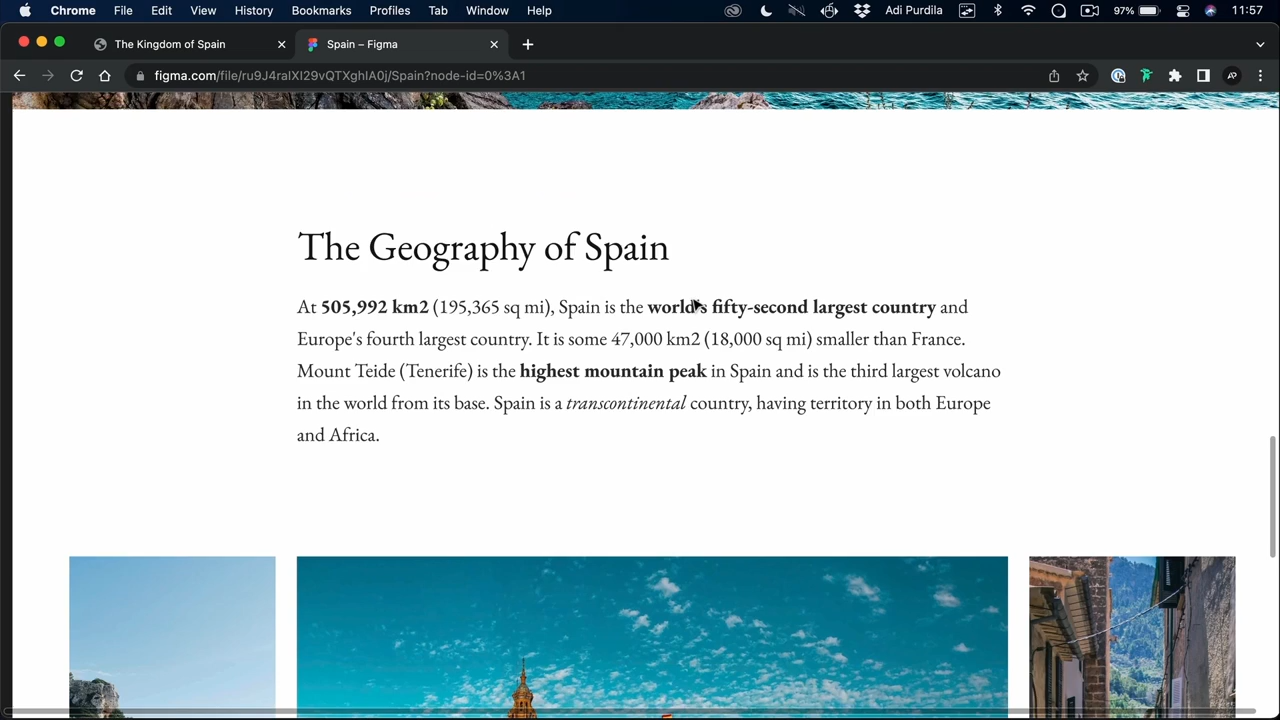 Chrome File Edit View History Bookmarks Profiles Tab Window Help Adi Purdila 97% 11:57
The Kingdom of Spain Spain – Figma
figma.com/file/ru9J4raIXI29vQTXghIA0j/Spain?node-id=0%3A1
The Geography of Spain
At 505,992 km2 (195,365 sq mi), Spain is the world's fifty-second largest country and
Europe's fourth largest country. It is some 47,000 km2 (18,000 sq mi) smaller than France.
Mount Teide (Tenerife) is the highest mountain peak in Spain and is the third largest volcano
in the world from its base. Spain is a transcontinental country, having territory in both Europe
and Africa.